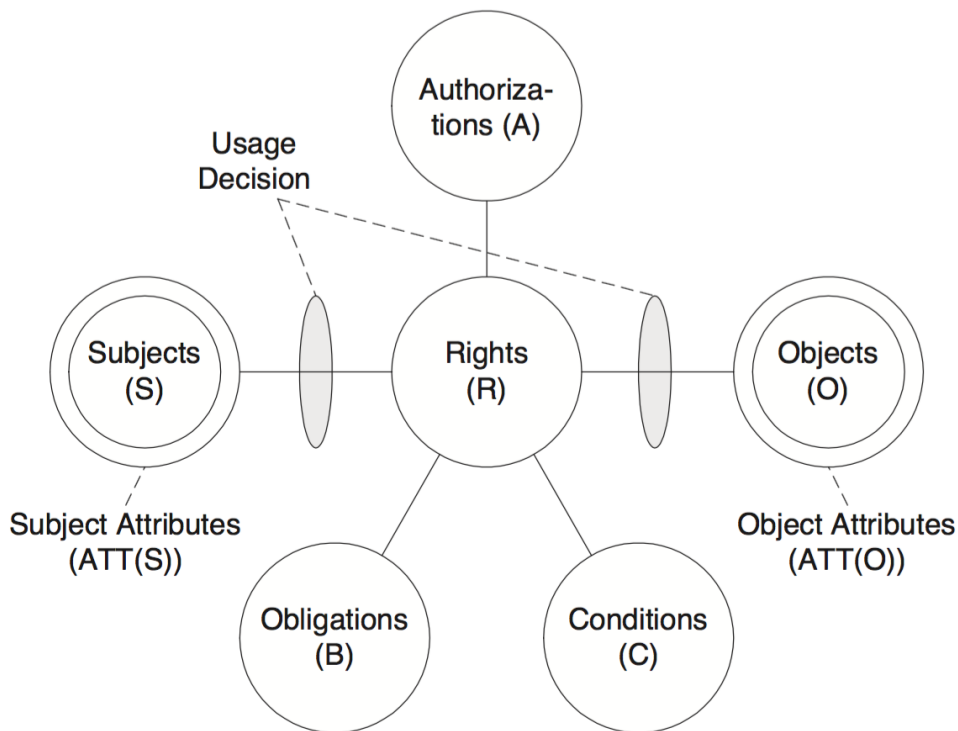 Authoriza-
tions (A)
Usage
Decision
Subjects
(S)
Rights
(R)
Objects
(O)
Subject Attributes
(ATT(S))
Object Attributes
(ATT(O))
Obligations
(B)
Conditions
(C)